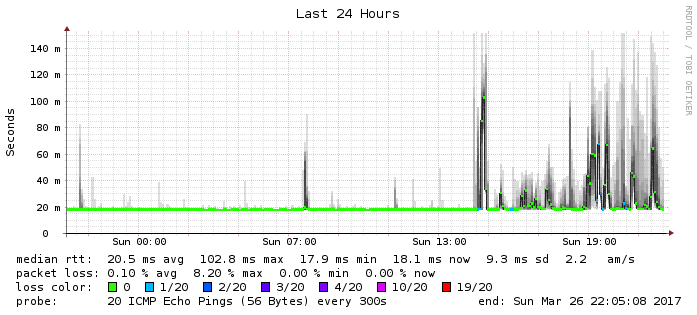 Last 24 Hours
RRDTOOL / TOBI OETIKER
Seconds
140 m
120 m
100 m
80 m
60 m
40 m
20 m
0
Sun 00:00 Sun 07:00 Sun 13:00 Sun 19:00
median rtt: 20.5 ms avg 102.8 ms max 17.9 ms min 18.1 ms now 9.3 ms sd 2.2 am/s
packet loss: 0.10 % avg 8.20 % max 0.00 % min 0.00 % now
loss color: 0 1/20 2/20 3/20 4/20 10/20 19/20
probe: 20 ICMP Echo Pings (56 Bytes) every 300s end: Sun Mar 26 22:05:08 2017